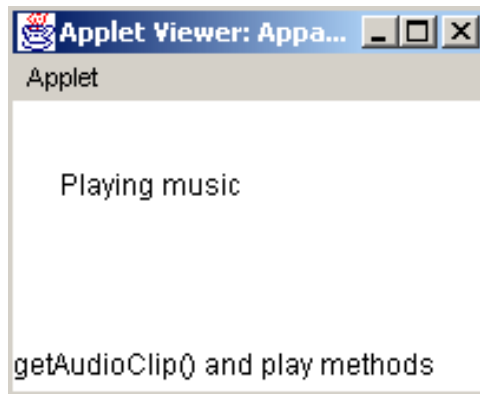 Applet Viewer: Appa...
Applet
Playing music
getAudioClip() and play methods